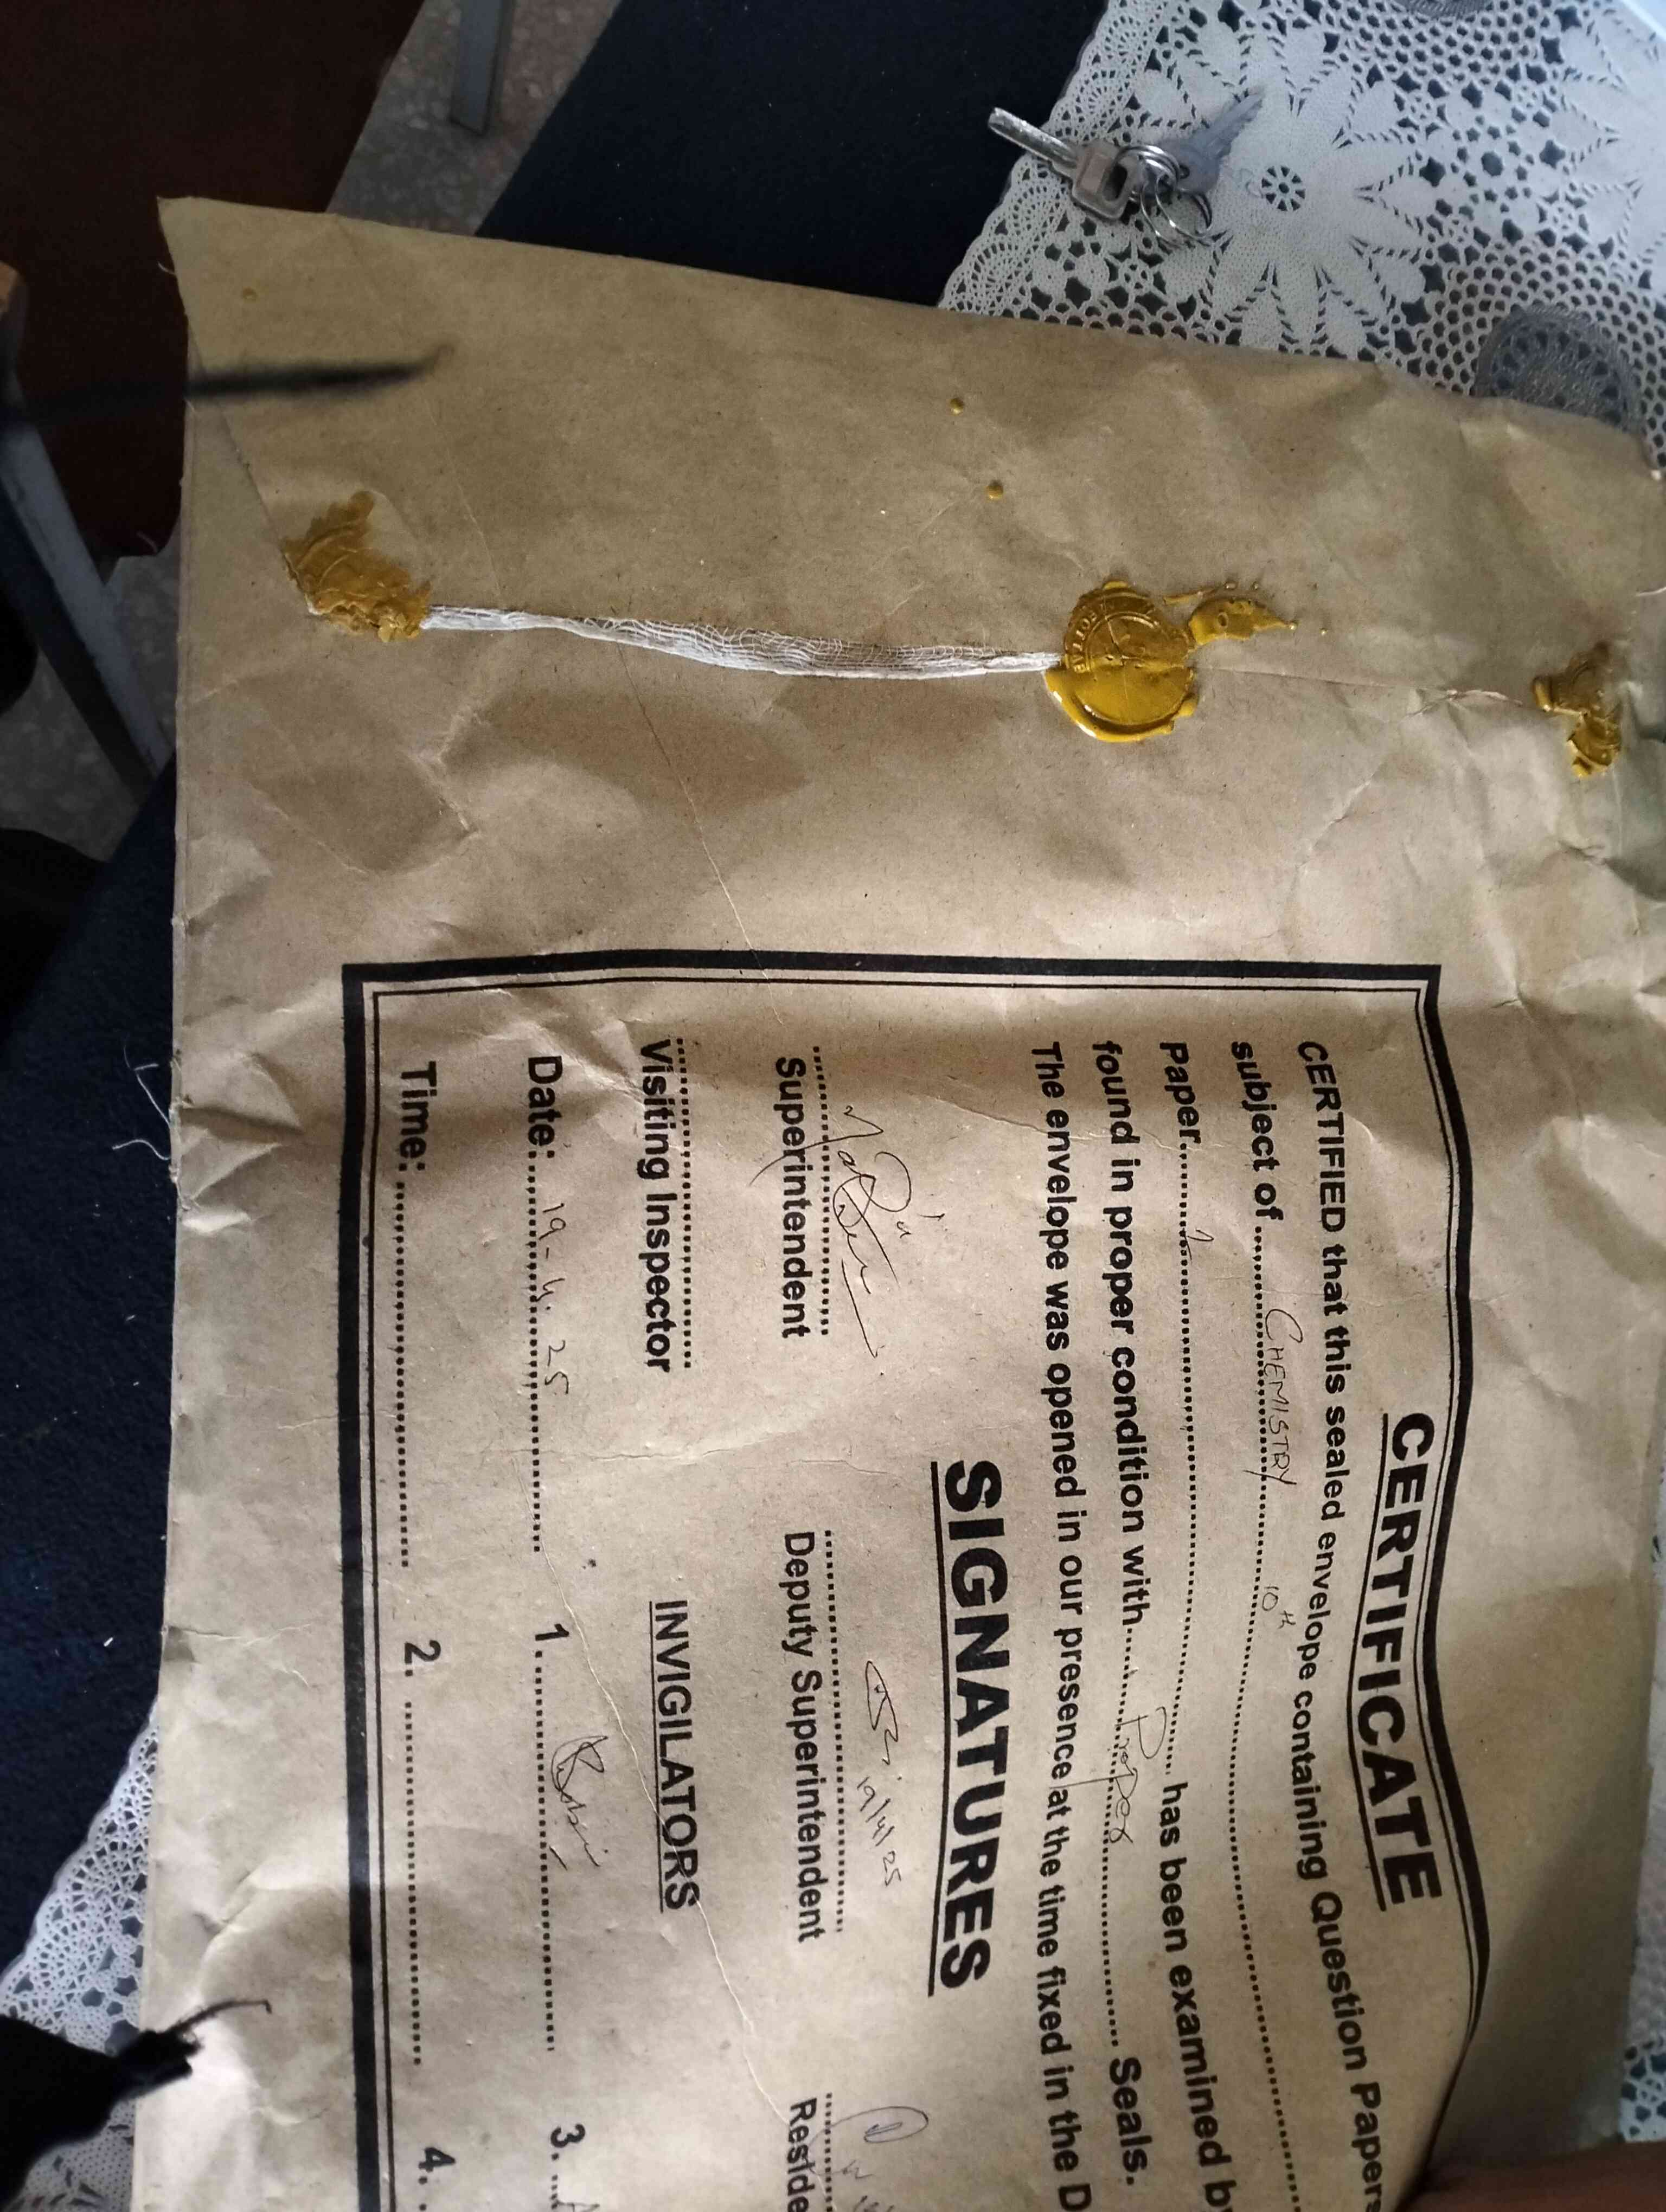 CERTIFICATE
CERTIFIED that this sealed envelope containing Question Papers
subject of CHEMISTRY 10th
Paper 1 has been examined by
found in proper condition with Proper Seals.
The envelope was opened in our presence at the time fixed in the D
SIGNATURES
19/4/25
Superintendent Deputy Superintendent Reside
Visiting Inspector INVIGILATORS
Date: 19-4.25 1. 3.
Time: 2. 4.